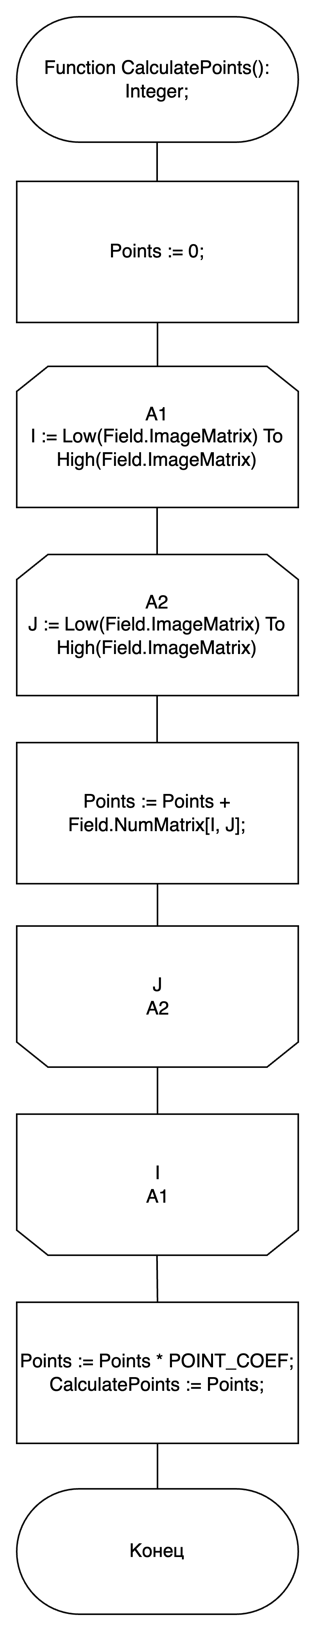 Function CalculatePoints():
Integer;
Points := 0;
A1
I := Low(Field.ImageMatrix) To
High(Field.ImageMatrix)
A2
J := Low(Field.ImageMatrix) To
High(Field.ImageMatrix)
Points := Points +
Field.NumMatrix[I, J];
J
A2
I
A1
Points := Points * POINT_COEF;
CalculatePoints := Points;
Конец